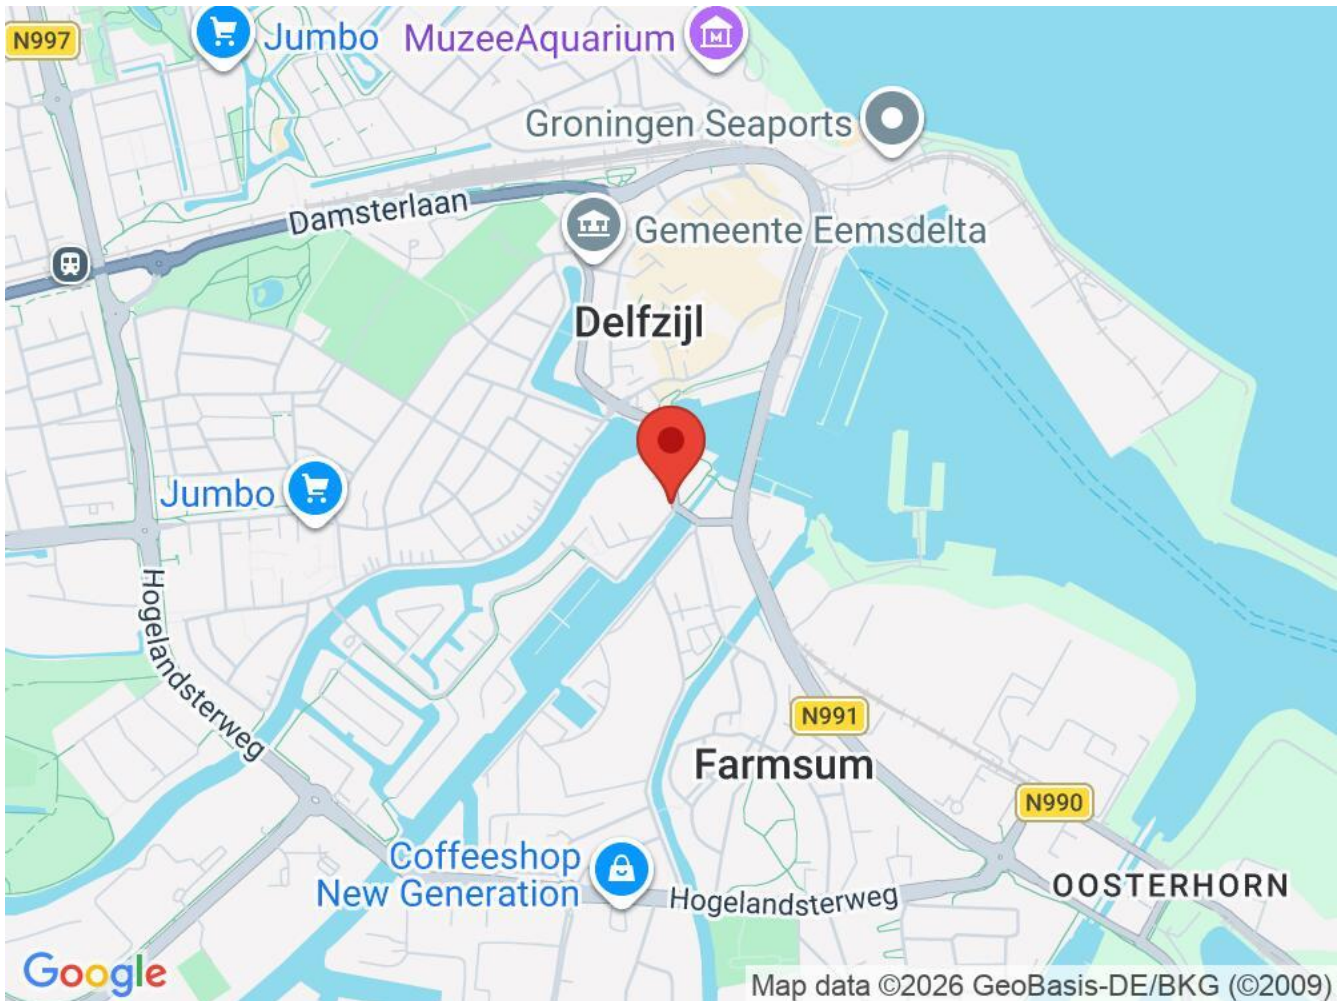 N997
Jumbo
MuzeeAquarium
Groningen Seaports
Damsterlaan
Gemeente Eemsdelta
Delfzijl
Jumbo
Hogelandsterweg
N991
Farmsum
N990
Coffeeshop
New Generation
Hogelandsterweg
OOSTERHORN
Google
Map data ©2026 GeoBasis-DE/BKG (©2009)